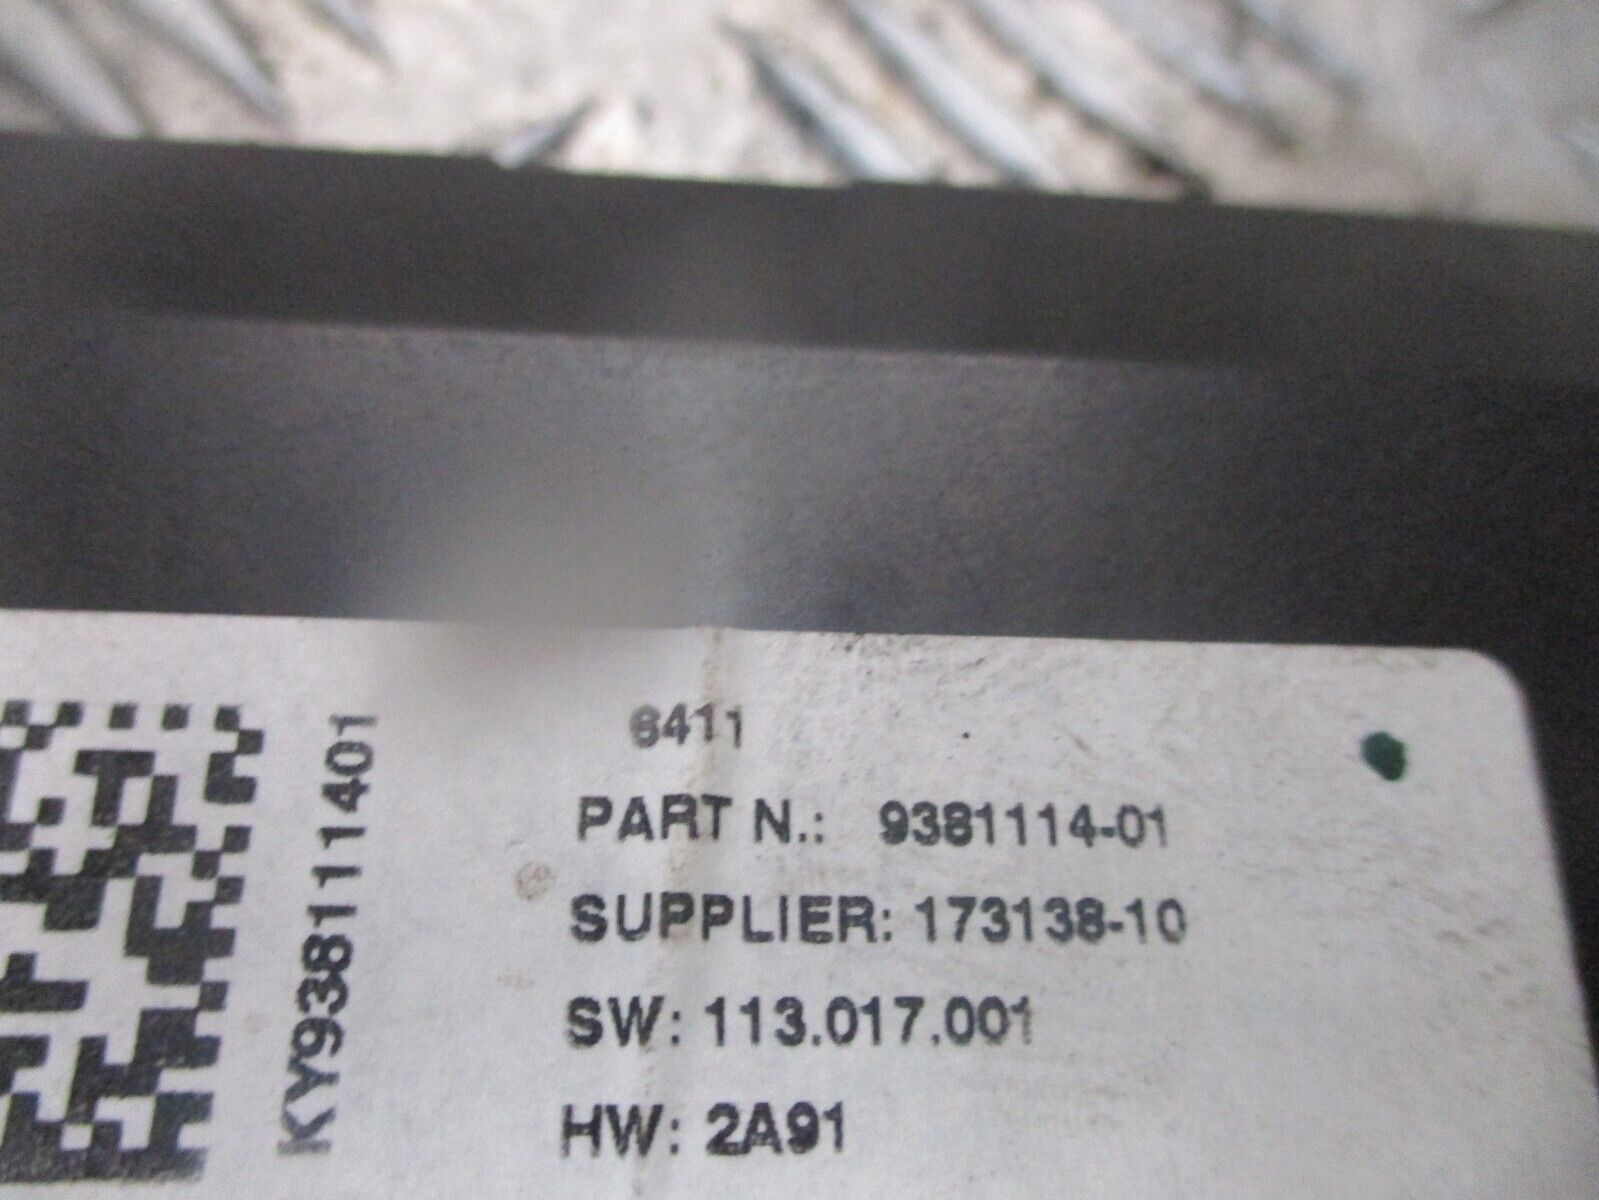 KY938111401
6411
PART N.: 9381114-01
SUPPLIER: 173138-10
SW: 113.017.001
HW: 2A91